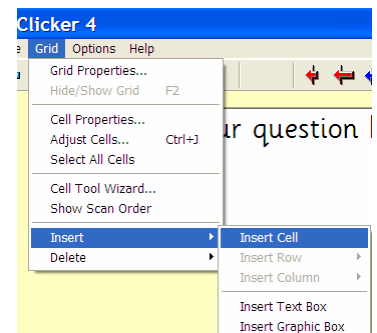 Clicker 4
Grid Options Help
Grid Properties...
Hide/Show Grid F2
Cell Properties...
ur question
Adjust Cells... Ctrl+J
Select All Cells
Cell Tool Wizard...
Show Scan Order
Insert
Insert Cell
Delete
Insert Row
Insert Column
Insert Text Box
Insert Graphic Box